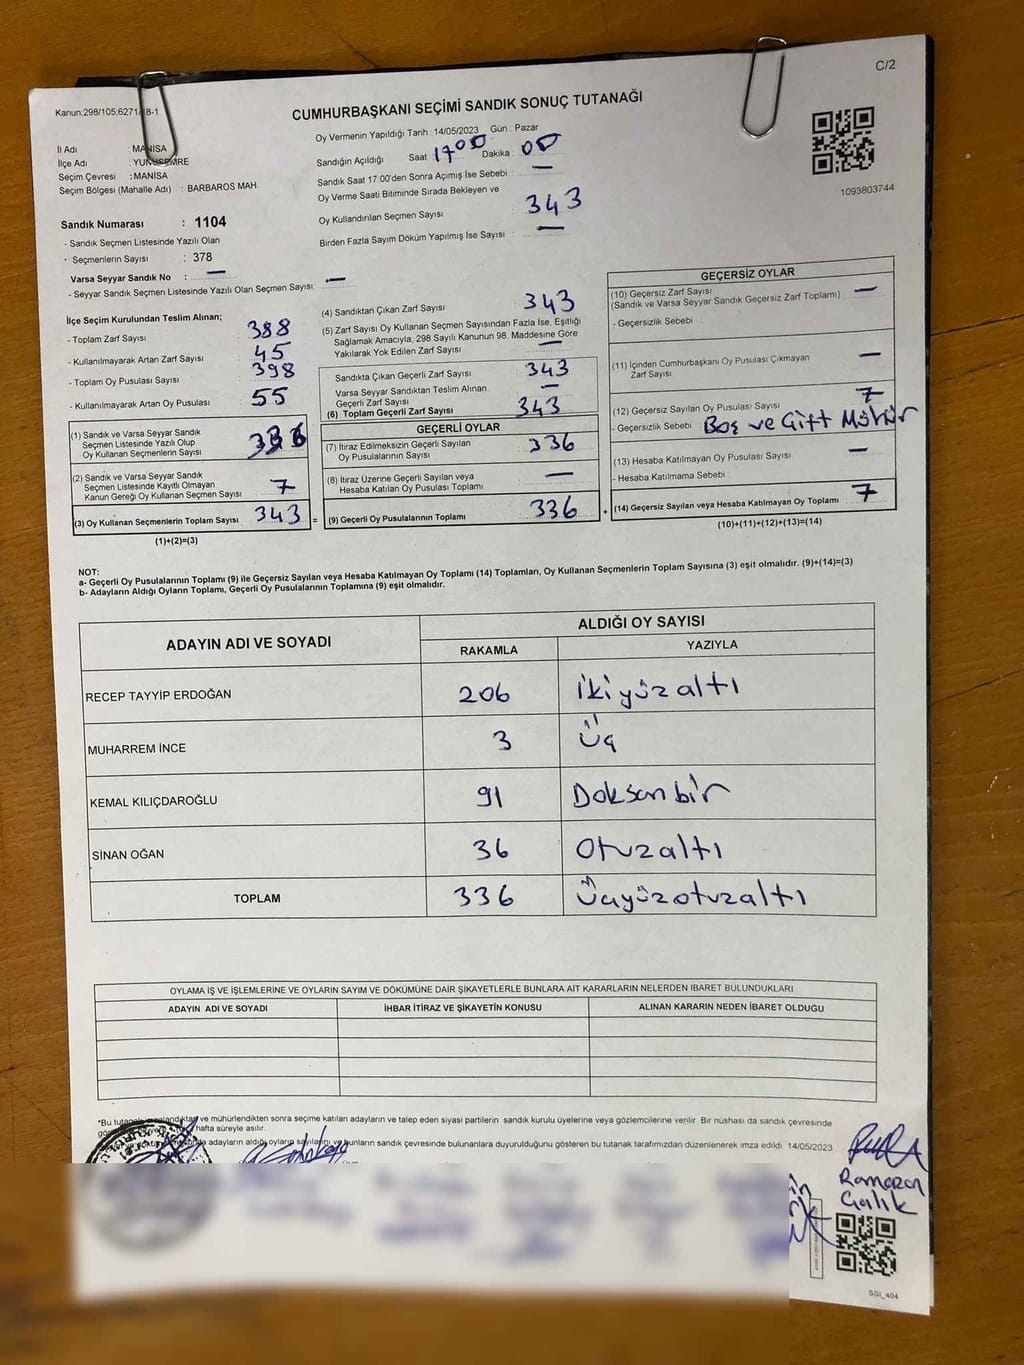 C/2
Kanun:298/105;6271/18-1
CUMHURBAŞKANI SEÇİMİ SANDIK SONUÇ TUTANAĞI
İl Adı : MANİSA
İlçe Adı : YUNUSEMRE
Seçim Çevresi : MANİSA
Seçim Bölgesi (Mahalle Adı) : BARBAROS MAH.
Sandık Numarası : 1104
- Sandık Seçmen Listesinde Yazılı Olan
Seçmenlerin Sayısı : 378
Varsa Seyyar Sandık No : —
- Seyyar Sandık Seçmen Listesinde Yazılı Olan Seçmen Sayısı: —
Oy Vermenin Yapıldığı Tarih : 14/05/2023 Gün : Pazar
Sandığın Açıldığı Saat 17⁰⁰ Dakika : 00
Sandık Saat 17:00'den Sonra Açımış İse Sebebi : —
Oy Verme Saati Bitiminde Sırada Bekleyen ve
Oy Kullandırılan Seçmen Sayısı : 343
Birden Fazla Sayım Döküm Yapılmış İse Sayısı : —
1093803744
İlçe Seçim Kurulundan Teslim Alınan;
- Toplam Zarf Sayısı 388
- Kullanılmayarak Artan Zarf Sayısı 45
- Toplam Oy Pusulası Sayısı 398
- Kullanılmayarak Artan Oy Pusulası 55
(1) Sandık ve Varsa Seyyar Sandık
Seçmen Listesinde Yazılı Olup
Oy Kullanan Seçmenlerin Sayısı 336
(2) Sandık ve Varsa Seyyar Sandık
Seçmen Listesinde Kayıtlı Olmayan
Kanun Gereği Oy Kullanan Seçmen Sayısı 7
(3) Oy Kullanan Seçmenlerin Toplam Sayısı 343 =
(1)+(2)=(3)
(4) Sandıktan Çıkan Zarf Sayısı 343
(5) Zarf Sayısı Oy Kullanan Seçmen Sayısından Fazla İse, Eşitliği
Sağlamak Amacıyla, 298 Sayılı Kanunun 98. Maddesine Göre
Yakılarak Yok Edilen Zarf Sayısı —
Sandıkta Çıkan Geçerli Zarf Sayısı 343
Varsa Seyyar Sandıktan Teslim Alınan
Geçerli Zarf Sayısı —
(6) Toplam Geçerli Zarf Sayısı 343
GEÇERLİ OYLAR
(7) İtiraz Edilmeksizin Geçerli Sayılan
Oy Pusulalarının Sayısı 336
(8) İtiraz Üzerine Geçerli Sayılan veya
Hesaba Katılan Oy Pusulası Toplamı —
(9) Geçerli Oy Pusulalarının Toplamı 336 +
GEÇERSİZ OYLAR
(10) Geçersiz Zarf Sayısı
(Sandık ve Varsa Seyyar Sandık Geçersiz Zarf Toplamı) —
- Geçersizlik Sebebi
(11) İçinden Cumhurbaşkanı Oy Pusulası Çıkmayan
Zarf Sayısı —
(12) Geçersiz Sayılan Oy Pusulası Sayısı 7
- Geçersizlik Sebebi Boş ve Çift Mühür
(13) Hesaba Katılmayan Oy Pusulası Sayısı —
- Hesaba Katılmama Sebebi
(14) Geçersiz Sayılan veya Hesaba Katılmayan Oy Toplamı 7
(10)+(11)+(12)+(13)=(14)
NOT:
a- Geçerli Oy Pusulalarının Toplamı (9) ile Geçersiz Sayılan veya Hesaba Katılmayan Oy Toplamı (14) Toplamları, Oy Kullanan Seçmenlerin Toplam Sayısına (3) eşit olmalıdır. (9)+(14)=(3)
b- Adayların Aldığı Oyların Toplamı, Geçerli Oy Pusulalarının Toplamına (9) eşit olmalıdır.
ADAYIN ADI VE SOYADI ALDIĞI OY SAYISI
RAKAMLA YAZIYLA
RECEP TAYYİP ERDOĞAN 206 İkiyüzaltı
MUHARREM İNCE 3 Üç
KEMAL KILIÇDAROĞLU 91 Doksanbir
SİNAN OĞAN 36 Otuzaltı
TOPLAM 336 Üçyüzotuzaltı
OYLAMA İŞ VE İŞLEMLERİNE VE OYLARIN SAYIM VE DÖKÜMÜNE DAİR ŞİKAYETLERLE BUNLARA AİT KARARLARIN NELERDEN İBARET BULUNDUKLARI
ADAYIN ADI VE SOYADI İHBAR İTİRAZ VE ŞİKAYETİN KONUSU ALINAN KARARIN NEDEN İBARET OLDUĞU
*Bu ve mühürlendikten sonra seçime katılan adayların ve talep eden siyasi partilerin sandık kurulu üyelerine veya gözlemcilerine verilir. Bir nüshası da sandık çevresinde
hafta süreyle asılır.
adayların aldığı oyların sayılarını bunların sandık çevresinde bulunanlara duyurulduğunu gösteren bu tutanak tarafımızdan düzenlenerek imza edildi. 14/05/2023
Ramazan
Çalık
SSI_404